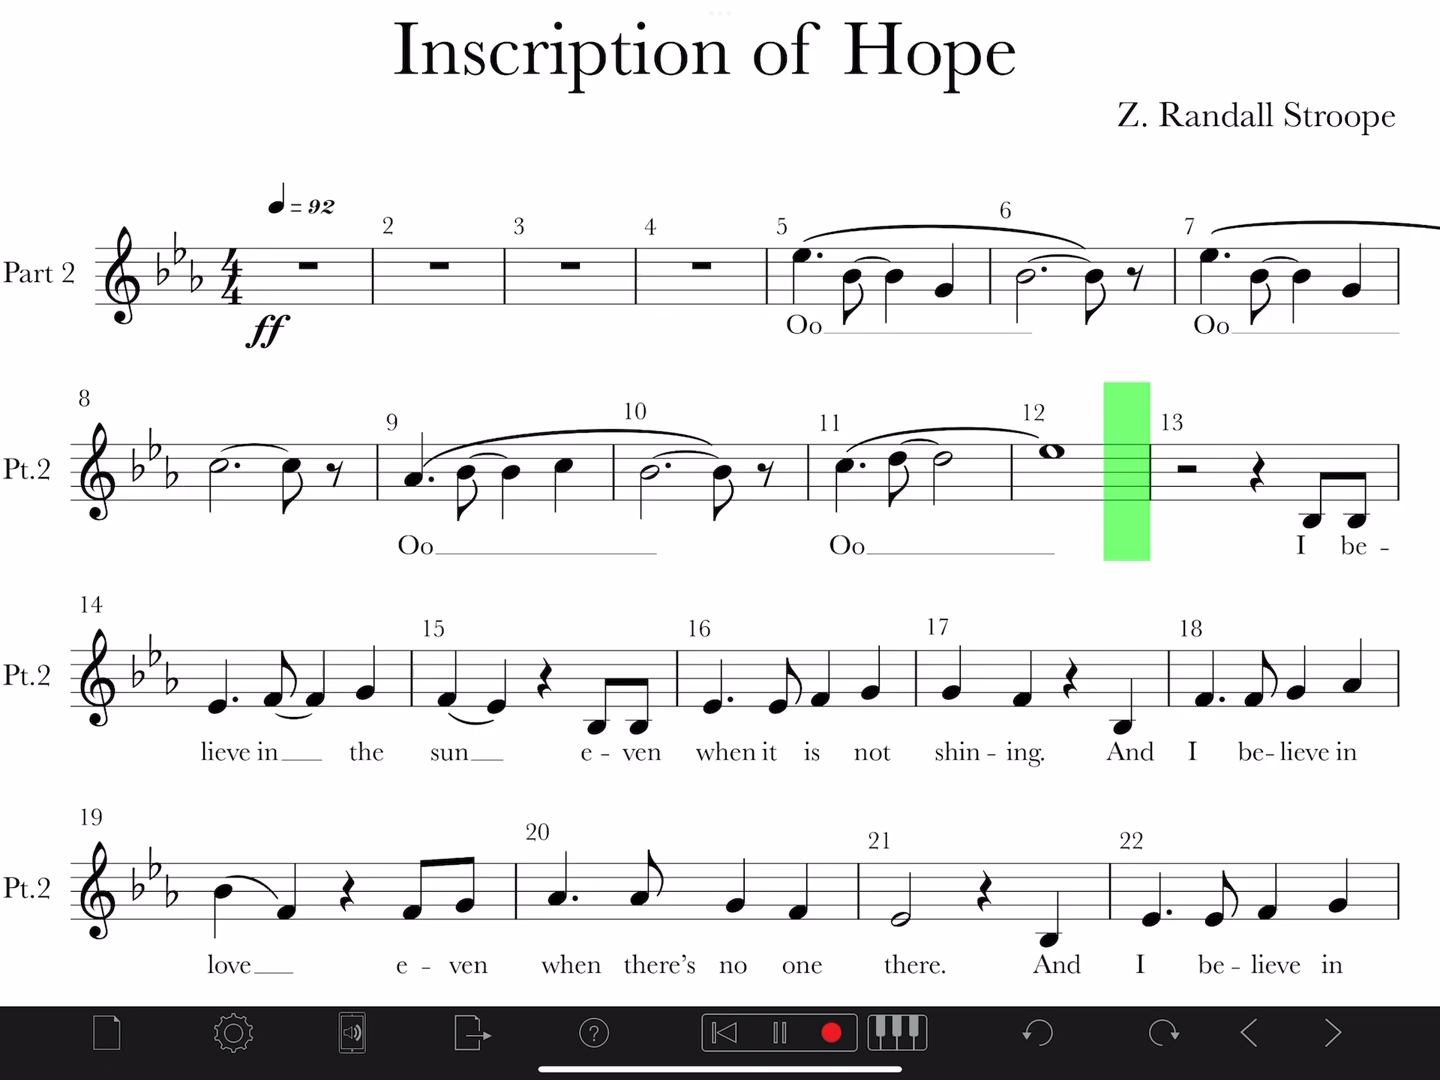 Inscription of Hope
Z. Randall Stroope
= 92
2 3 4 5 6 7
Part 2
4
4
ff
Oo Oo
8 9 10 11 12 13
Pt.2
Oo Oo I be -
14 15 16 17 18
Pt.2
lieve in the sun e - ven when it is not shin - ing. And I be - lieve in
19 20 21 22
Pt.2
love e - ven when there's no one there. And I be - lieve in
?